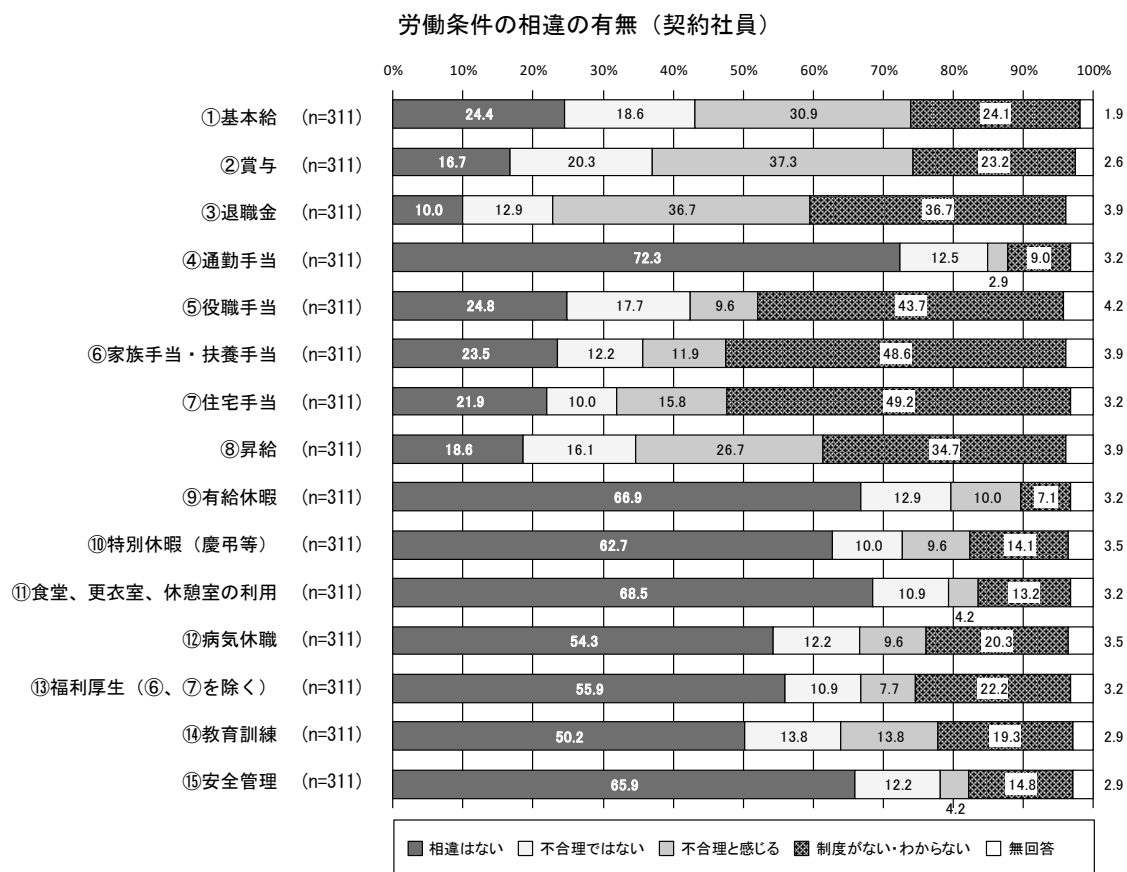 労働条件の相違の有無（契約社員）
0% 10% 20% 30% 40% 50% 60% 70% 80% 90% 100%
①基本給 (n=311) 24.4 18.6 30.9 24.1 1.9
②賞与 (n=311) 16.7 20.3 37.3 23.2 2.6
③退職金 (n=311) 10.0 12.9 36.7 36.7 3.9
④通勤手当 (n=311) 72.3 12.5 2.9 9.0 3.2
⑤役職手当 (n=311) 24.8 17.7 9.6 43.7 4.2
⑥家族手当・扶養手当 (n=311) 23.5 12.2 11.9 48.6 3.9
⑦住宅手当 (n=311) 21.9 10.0 15.8 49.2 3.2
⑧昇給 (n=311) 18.6 16.1 26.7 34.7 3.9
⑨有給休暇 (n=311) 66.9 12.9 10.0 7.1 3.2
⑩特別休暇（慶弔等） (n=311) 62.7 10.0 9.6 14.1 3.5
⑪食堂、更衣室、休憩室の利用 (n=311) 68.5 10.9 4.2 13.2 3.2
⑫病気休職 (n=311) 54.3 12.2 9.6 20.3 3.5
⑬福利厚生（⑥、⑦を除く） (n=311) 55.9 10.9 7.7 22.2 3.2
⑭教育訓練 (n=311) 50.2 13.8 13.8 19.3 2.9
⑮安全管理 (n=311) 65.9 12.2 4.2 14.8 2.9
相違はない 不合理ではない 不合理と感じる 制度がない・わからない 無回答